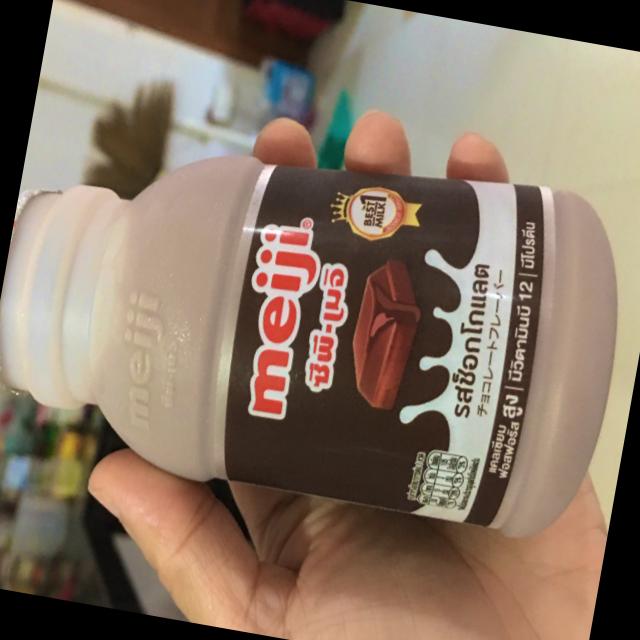 BEST
MILK
meiji
ซีพี-เมจิ
รสช็อกโกแลต
チョコレートフレーバー
แคลเซียม
ฟอสฟอรัส สูง | มีวิตามินบี 12 | มีโปรตีน
meiji